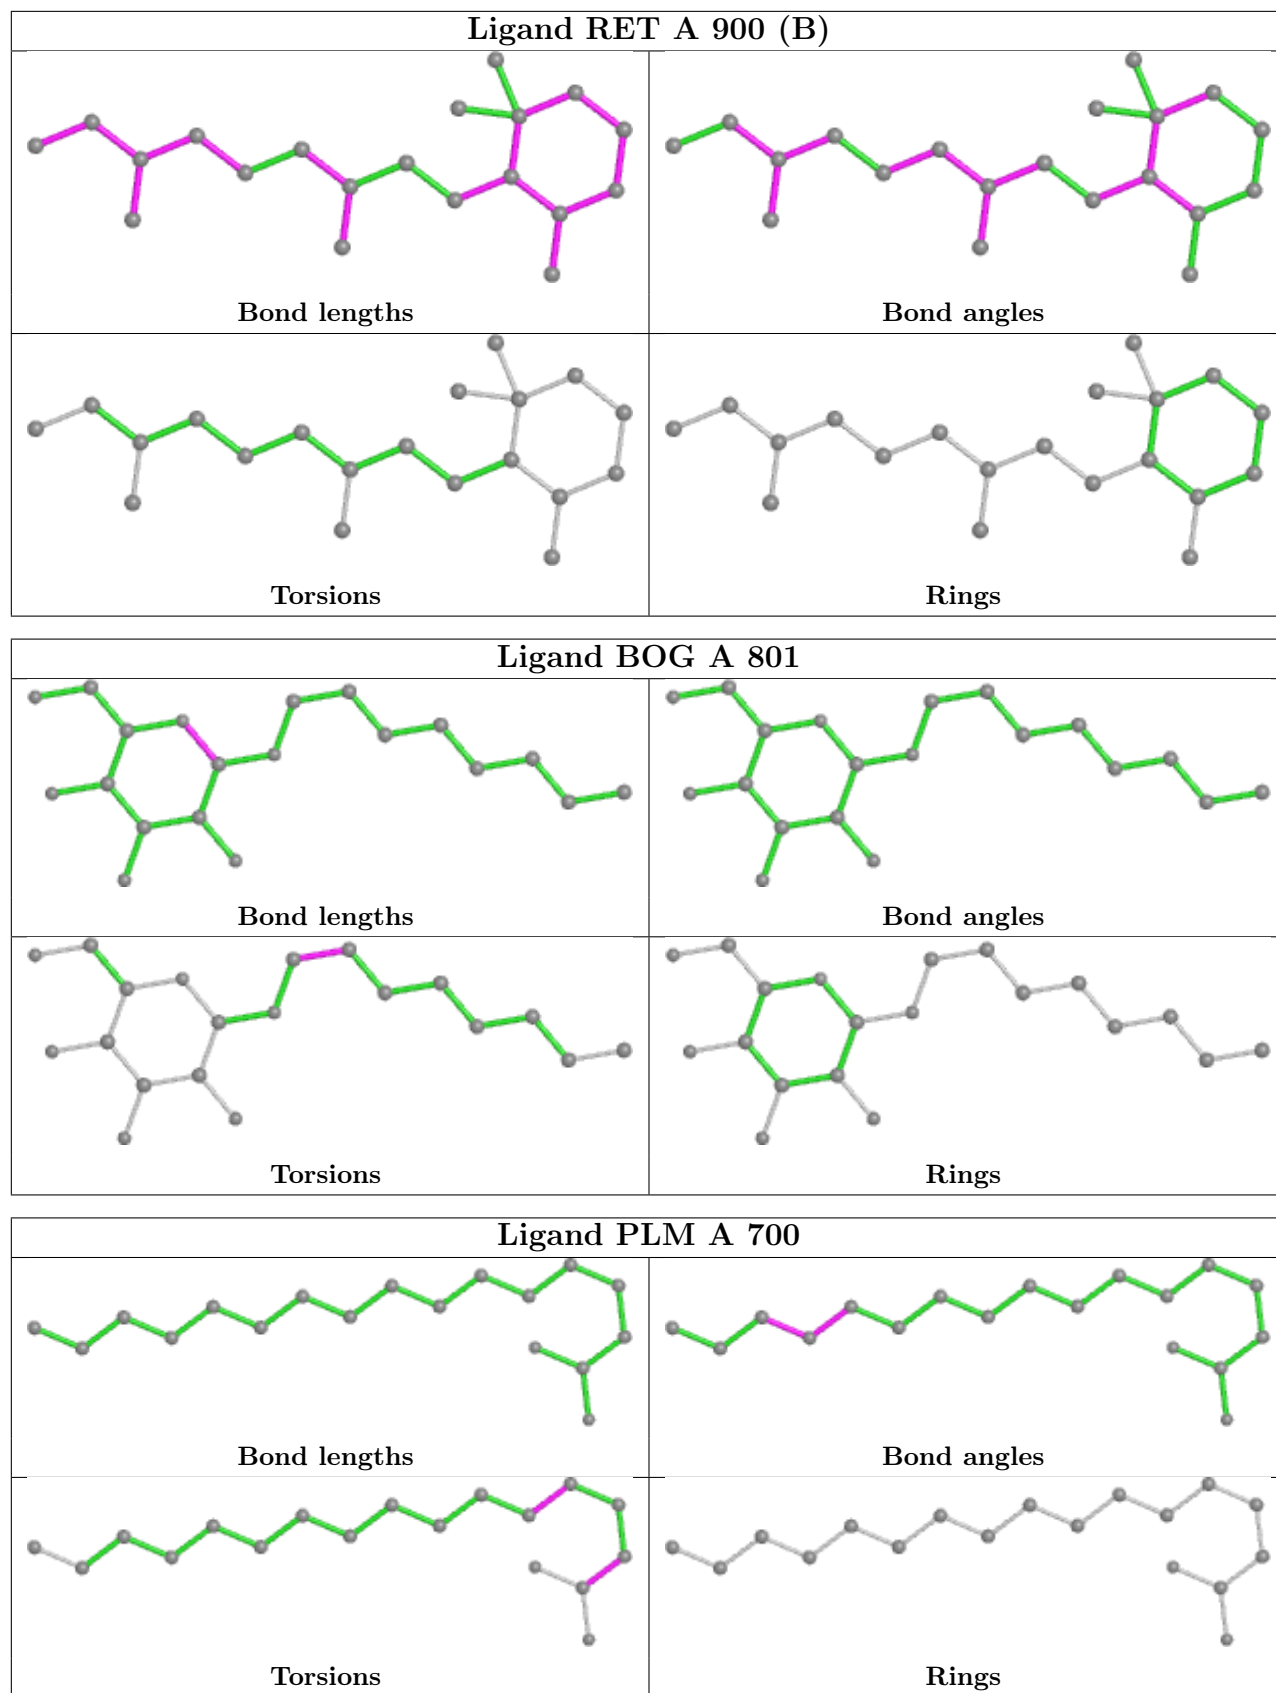 Ligand RET A 900 (B)
Bond lengths
Bond angles
Torsions
Rings
Ligand BOG A 801
Bond lengths
Bond angles
Torsions
Rings
Ligand PLM A 700
Bond lengths
Bond angles
Torsions
Rings